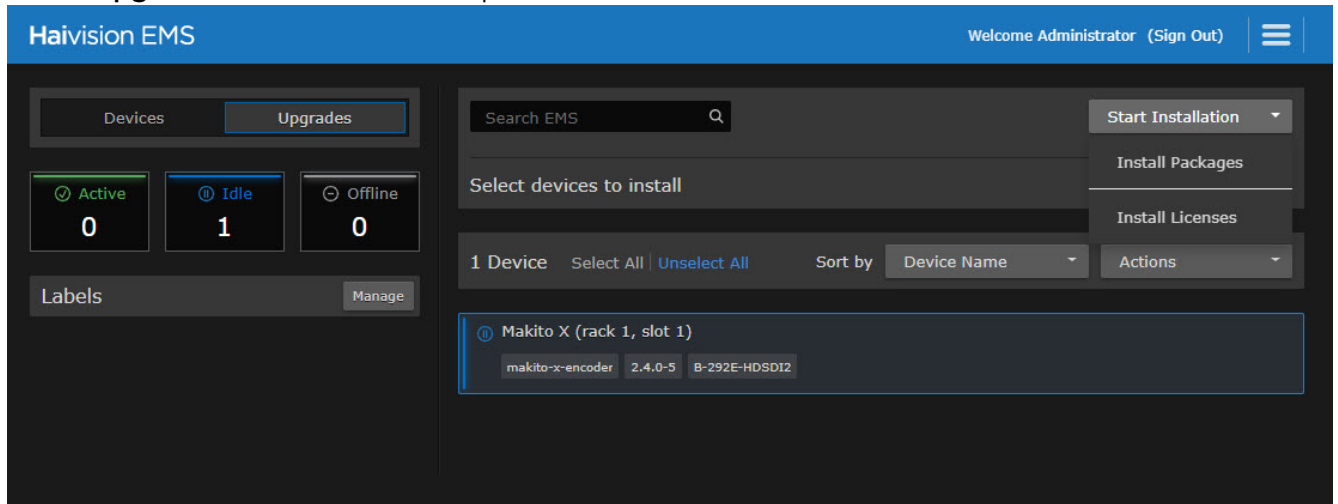 Haivision EMS
Welcome Administrator (Sign Out)
Devices
Upgrades
Active
0
Idle
1
Offline
0
Labels
Manage
Search EMS
Start Installation
Install Packages
Install Licenses
Select devices to install
1 Device Select All | Unselect All
Sort by Device Name
Actions
Makito X (rack 1, slot 1)
makito-x-encoder 2.4.0-5 B-292E-HDSDI2